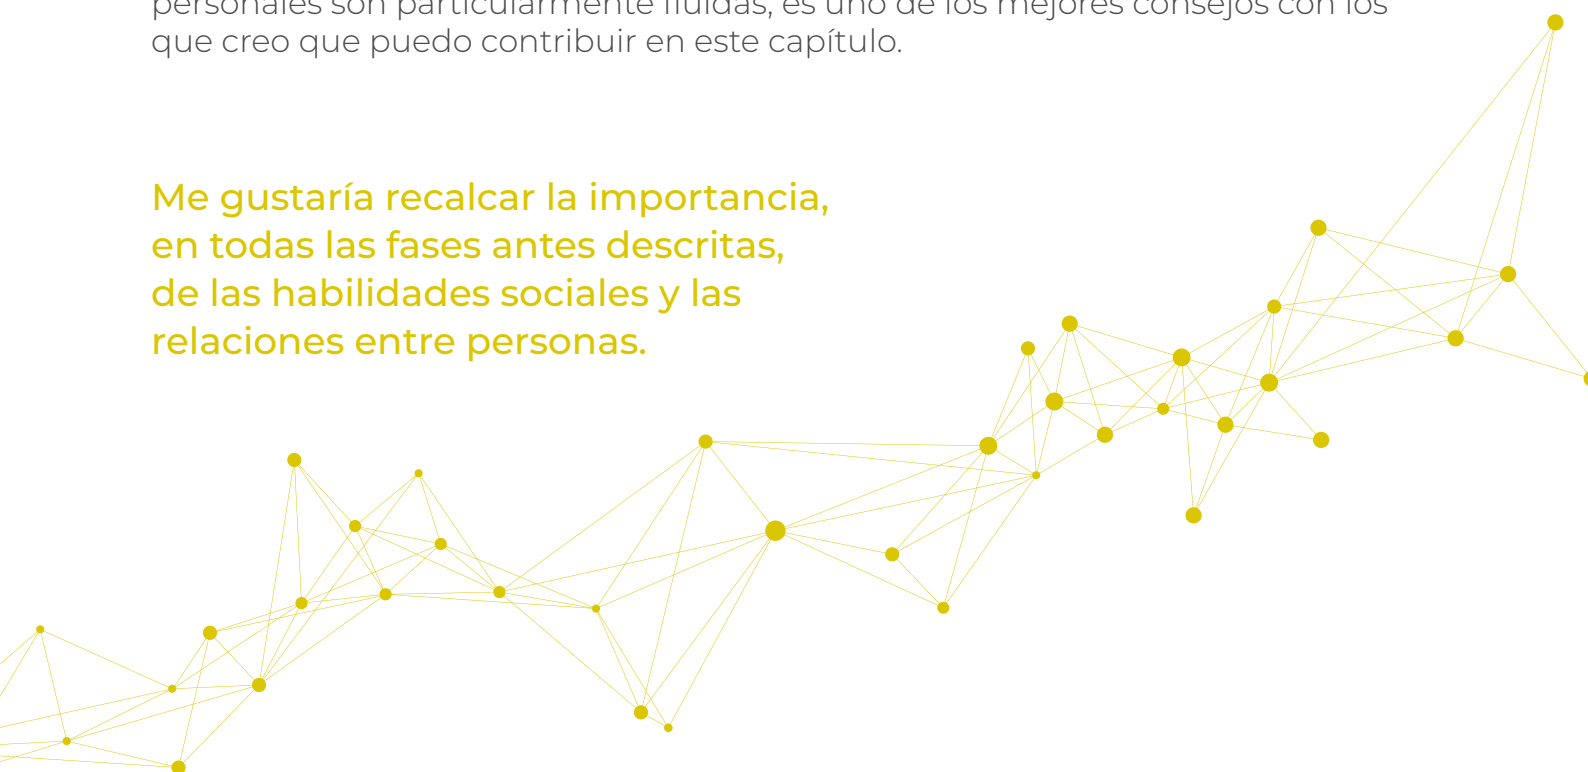 personales son particularmente fluidas, es uno de los mejores consejos con los
que creo que puedo contribuir en este capítulo.
Me gustaría recalcar la importancia,
en todas las fases antes descritas,
de las habilidades sociales y las
relaciones entre personas.